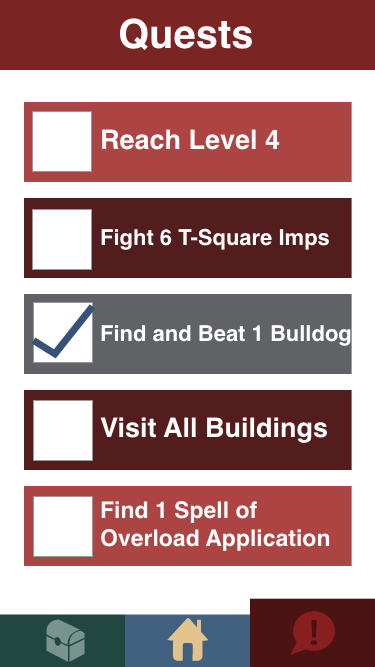 Quests
Reach Level 4
Fight 6 T-Square Imps
Find and Beat 1 Bulldog
Visit All Buildings
Find 1 Spell of
Overload Application
!